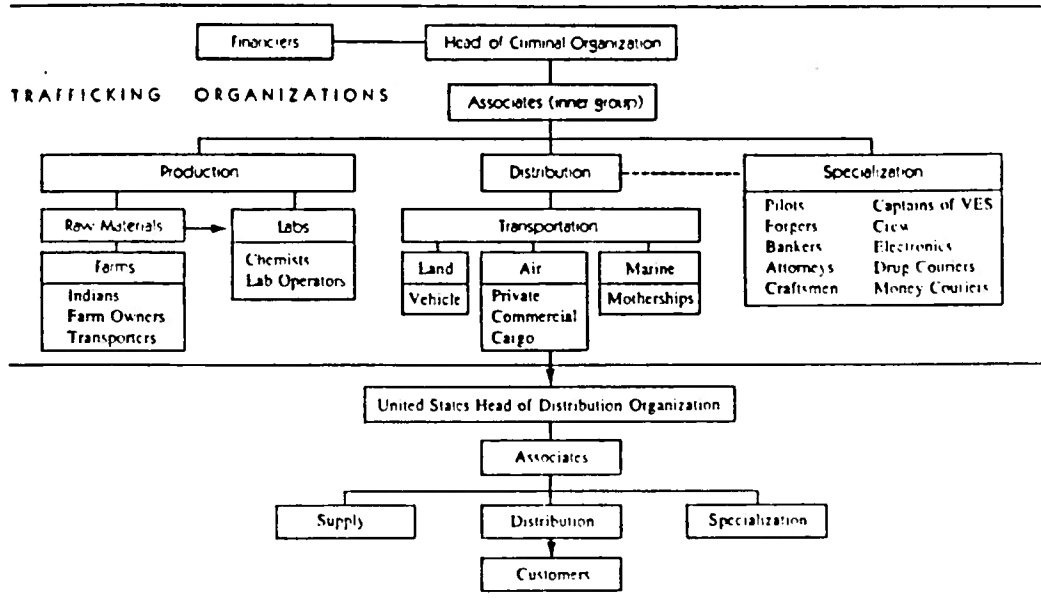 Financiers
Head of Criminal Organization
TRAFFICKING ORGANIZATIONS
Associates (inner group)
Production
Distribution
Specialization
Raw Materials
Labs
Chemists
Lab Operators
Farms
Indians
Farm Owners
Transporters
Transportation
Land
Vehicle
Air
Private
Commercial
Cargo
Marine
Motherships
Pilots Captains of VES
Forgers Crew
Bankers Electronics
Attorneys Drug Couriers
Craftsmen Money Couriers
United States Head of Distribution Organization
Associates
Supply
Distribution
Specialization
Customers